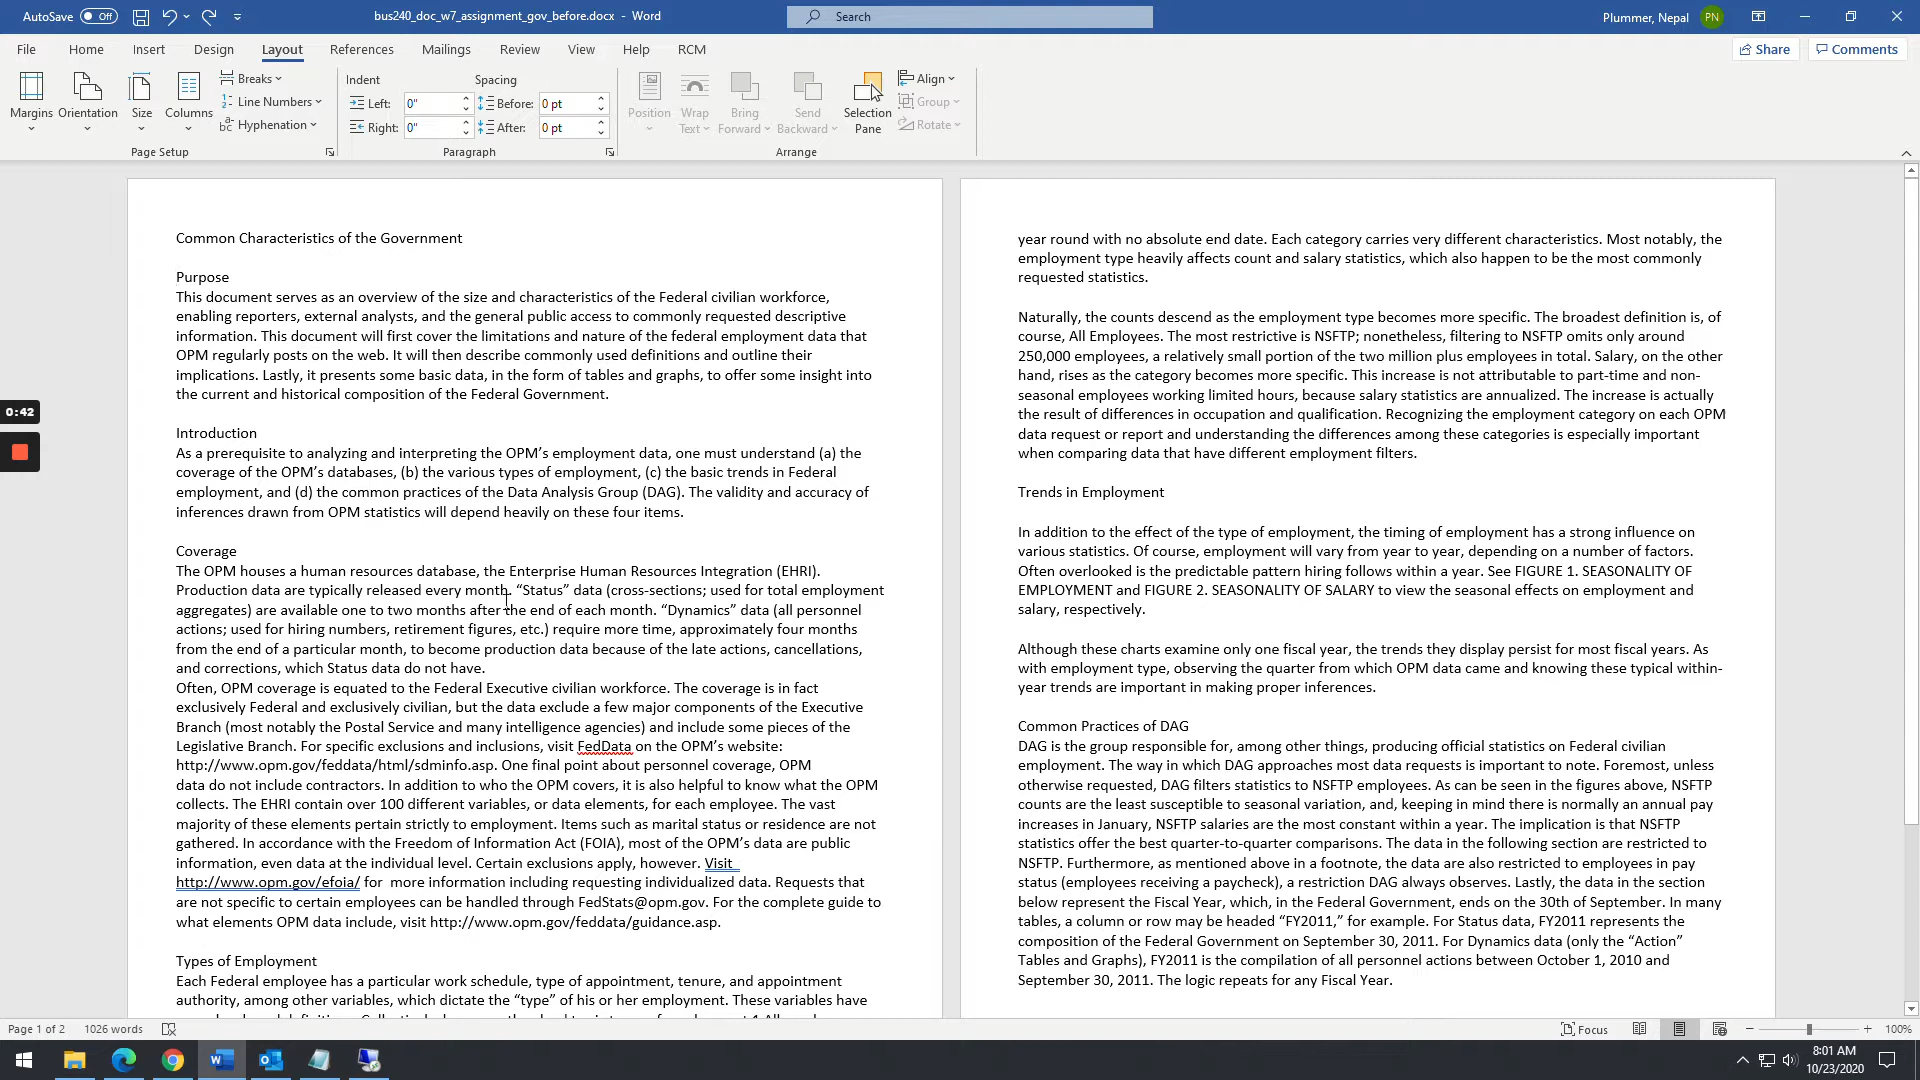 AutoSave Off
bus240_doc_w7_assignment_gov_before.docx - Word
Search
Plummer, Nepal PN
File Home Insert Design Layout References Mailings Review View Help RCM
Share Comments
Margins Orientation Size Columns
Breaks
Line Numbers
Hyphenation
Page Setup
Indent Spacing
Left: 0" Before: 0 pt
Right: 0" After: 0 pt
Paragraph
Position Wrap Text Bring Forward Send Backward Selection Pane
Align
Group
Rotate
Arrange
0:42
Common Characteristics of the Government
Purpose
This document serves as an overview of the size and characteristics of the Federal civilian workforce,
enabling reporters, external analysts, and the general public access to commonly requested descriptive
information. This document will first cover the limitations and nature of the federal employment data that
OPM regularly posts on the web. It will then describe commonly used definitions and outline their
implications. Lastly, it presents some basic data, in the form of tables and graphs, to offer some insight into
the current and historical composition of the Federal Government.
Introduction
As a prerequisite to analyzing and interpreting the OPM’s employment data, one must understand (a) the
coverage of the OPM’s databases, (b) the various types of employment, (c) the basic trends in Federal
employment, and (d) the common practices of the Data Analysis Group (DAG). The validity and accuracy of
inferences drawn from OPM statistics will depend heavily on these four items.
Coverage
The OPM houses a human resources database, the Enterprise Human Resources Integration (EHRI).
Production data are typically released every month. “Status” data (cross-sections; used for total employment
aggregates) are available one to two months after the end of each month. “Dynamics” data (all personnel
actions; used for hiring numbers, retirement figures, etc.) require more time, approximately four months
from the end of a particular month, to become production data because of the late actions, cancellations,
and corrections, which Status data do not have.
Often, OPM coverage is equated to the Federal Executive civilian workforce. The coverage is in fact
exclusively Federal and exclusively civilian, but the data exclude a few major components of the Executive
Branch (most notably the Postal Service and many intelligence agencies) and include some pieces of the
Legislative Branch. For specific exclusions and inclusions, visit FedData on the OPM’s website:
http://www.opm.gov/feddata/html/sdminfo.asp. One final point about personnel coverage, OPM
data do not include contractors. In addition to who the OPM covers, it is also helpful to know what the OPM
collects. The EHRI contain over 100 different variables, or data elements, for each employee. The vast
majority of these elements pertain strictly to employment. Items such as marital status or residence are not
gathered. In accordance with the Freedom of Information Act (FOIA), most of the OPM’s data are public
information, even data at the individual level. Certain exclusions apply, however. Visit
http://www.opm.gov/efoia/ for more information including requesting individualized data. Requests that
are not specific to certain employees can be handled through FedStats@opm.gov. For the complete guide to
what elements OPM data include, visit http://www.opm.gov/feddata/guidance.asp.
Types of Employment
Each Federal employee has a particular work schedule, type of appointment, tenure, and appointment
authority, among other variables, which dictate the “type” of his or her employment. These variables have
year round with no absolute end date. Each category carries very different characteristics. Most notably, the
employment type heavily affects count and salary statistics, which also happen to be the most commonly
requested statistics.
Naturally, the counts descend as the employment type becomes more specific. The broadest definition is, of
course, All Employees. The most restrictive is NSFTP; nonetheless, filtering to NSFTP omits only around
250,000 employees, a relatively small portion of the two million plus employees in total. Salary, on the other
hand, rises as the category becomes more specific. This increase is not attributable to part-time and non-
seasonal employees working limited hours, because salary statistics are annualized. The increase is actually
the result of differences in occupation and qualification. Recognizing the employment category on each OPM
data request or report and understanding the differences among these categories is especially important
when comparing data that have different employment filters.
Trends in Employment
In addition to the effect of the type of employment, the timing of employment has a strong influence on
various statistics. Of course, employment will vary from year to year, depending on a number of factors.
Often overlooked is the predictable pattern hiring follows within a year. See FIGURE 1. SEASONALITY OF
EMPLOYMENT and FIGURE 2. SEASONALITY OF SALARY to view the seasonal effects on employment and
salary, respectively.
Although these charts examine only one fiscal year, the trends they display persist for most fiscal years. As
with employment type, observing the quarter from which OPM data came and knowing these typical within-
year trends are important in making proper inferences.
Common Practices of DAG
DAG is the group responsible for, among other things, producing official statistics on Federal civilian
employment. The way in which DAG approaches most data requests is important to note. Foremost, unless
otherwise requested, DAG filters statistics to NSFTP employees. As can be seen in the figures above, NSFTP
counts are the least susceptible to seasonal variation, and, keeping in mind there is normally an annual pay
increases in January, NSFTP salaries are the most constant within a year. The implication is that NSFTP
statistics offer the best quarter-to-quarter comparisons. The data in the following section are restricted to
NSFTP. Furthermore, as mentioned above in a footnote, the data are also restricted to employees in pay
status (employees receiving a paycheck), a restriction DAG always observes. Lastly, the data in the section
below represent the Fiscal Year, which, in the Federal Government, ends on the 30th of September. In many
tables, a column or row may be headed “FY2011,” for example. For Status data, FY2011 represents the
composition of the Federal Government on September 30, 2011. For Dynamics data (only the “Action”
Tables and Graphs), FY2011 is the compilation of all personnel actions between October 1, 2010 and
September 30, 2011. The logic repeats for any Fiscal Year.
Page 1 of 2 1026 words
Focus
100%
8:01 AM
10/23/2020